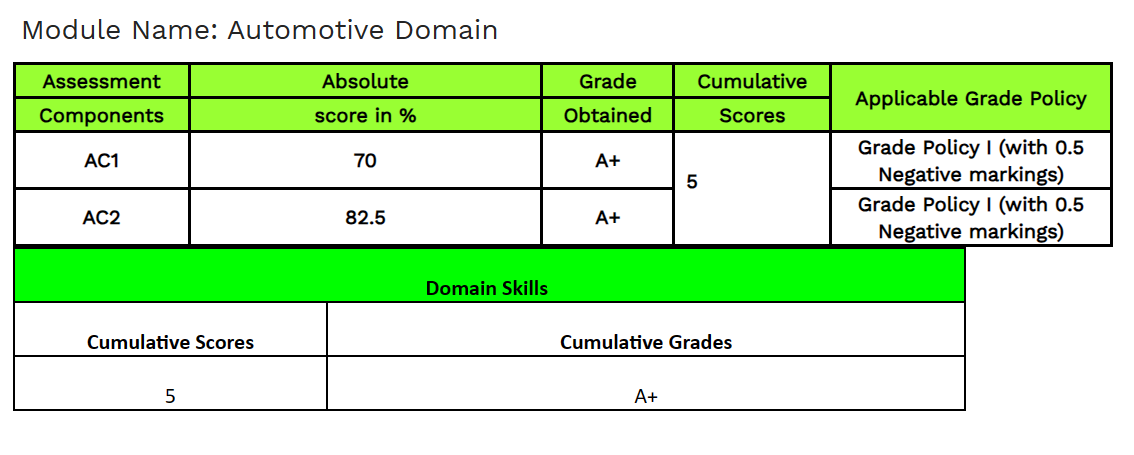 Module Name: Automotive Domain
Assessment Absolute Grade Cumulative Applicable Grade Policy
Components score in % Obtained Scores
AC1 70 A+ 5 Grade Policy I (with 0.5
Negative markings)
AC2 82.5 A+ Grade Policy I (with 0.5
Negative markings)
Domain Skills
Cumulative Scores Cumulative Grades
5 A+